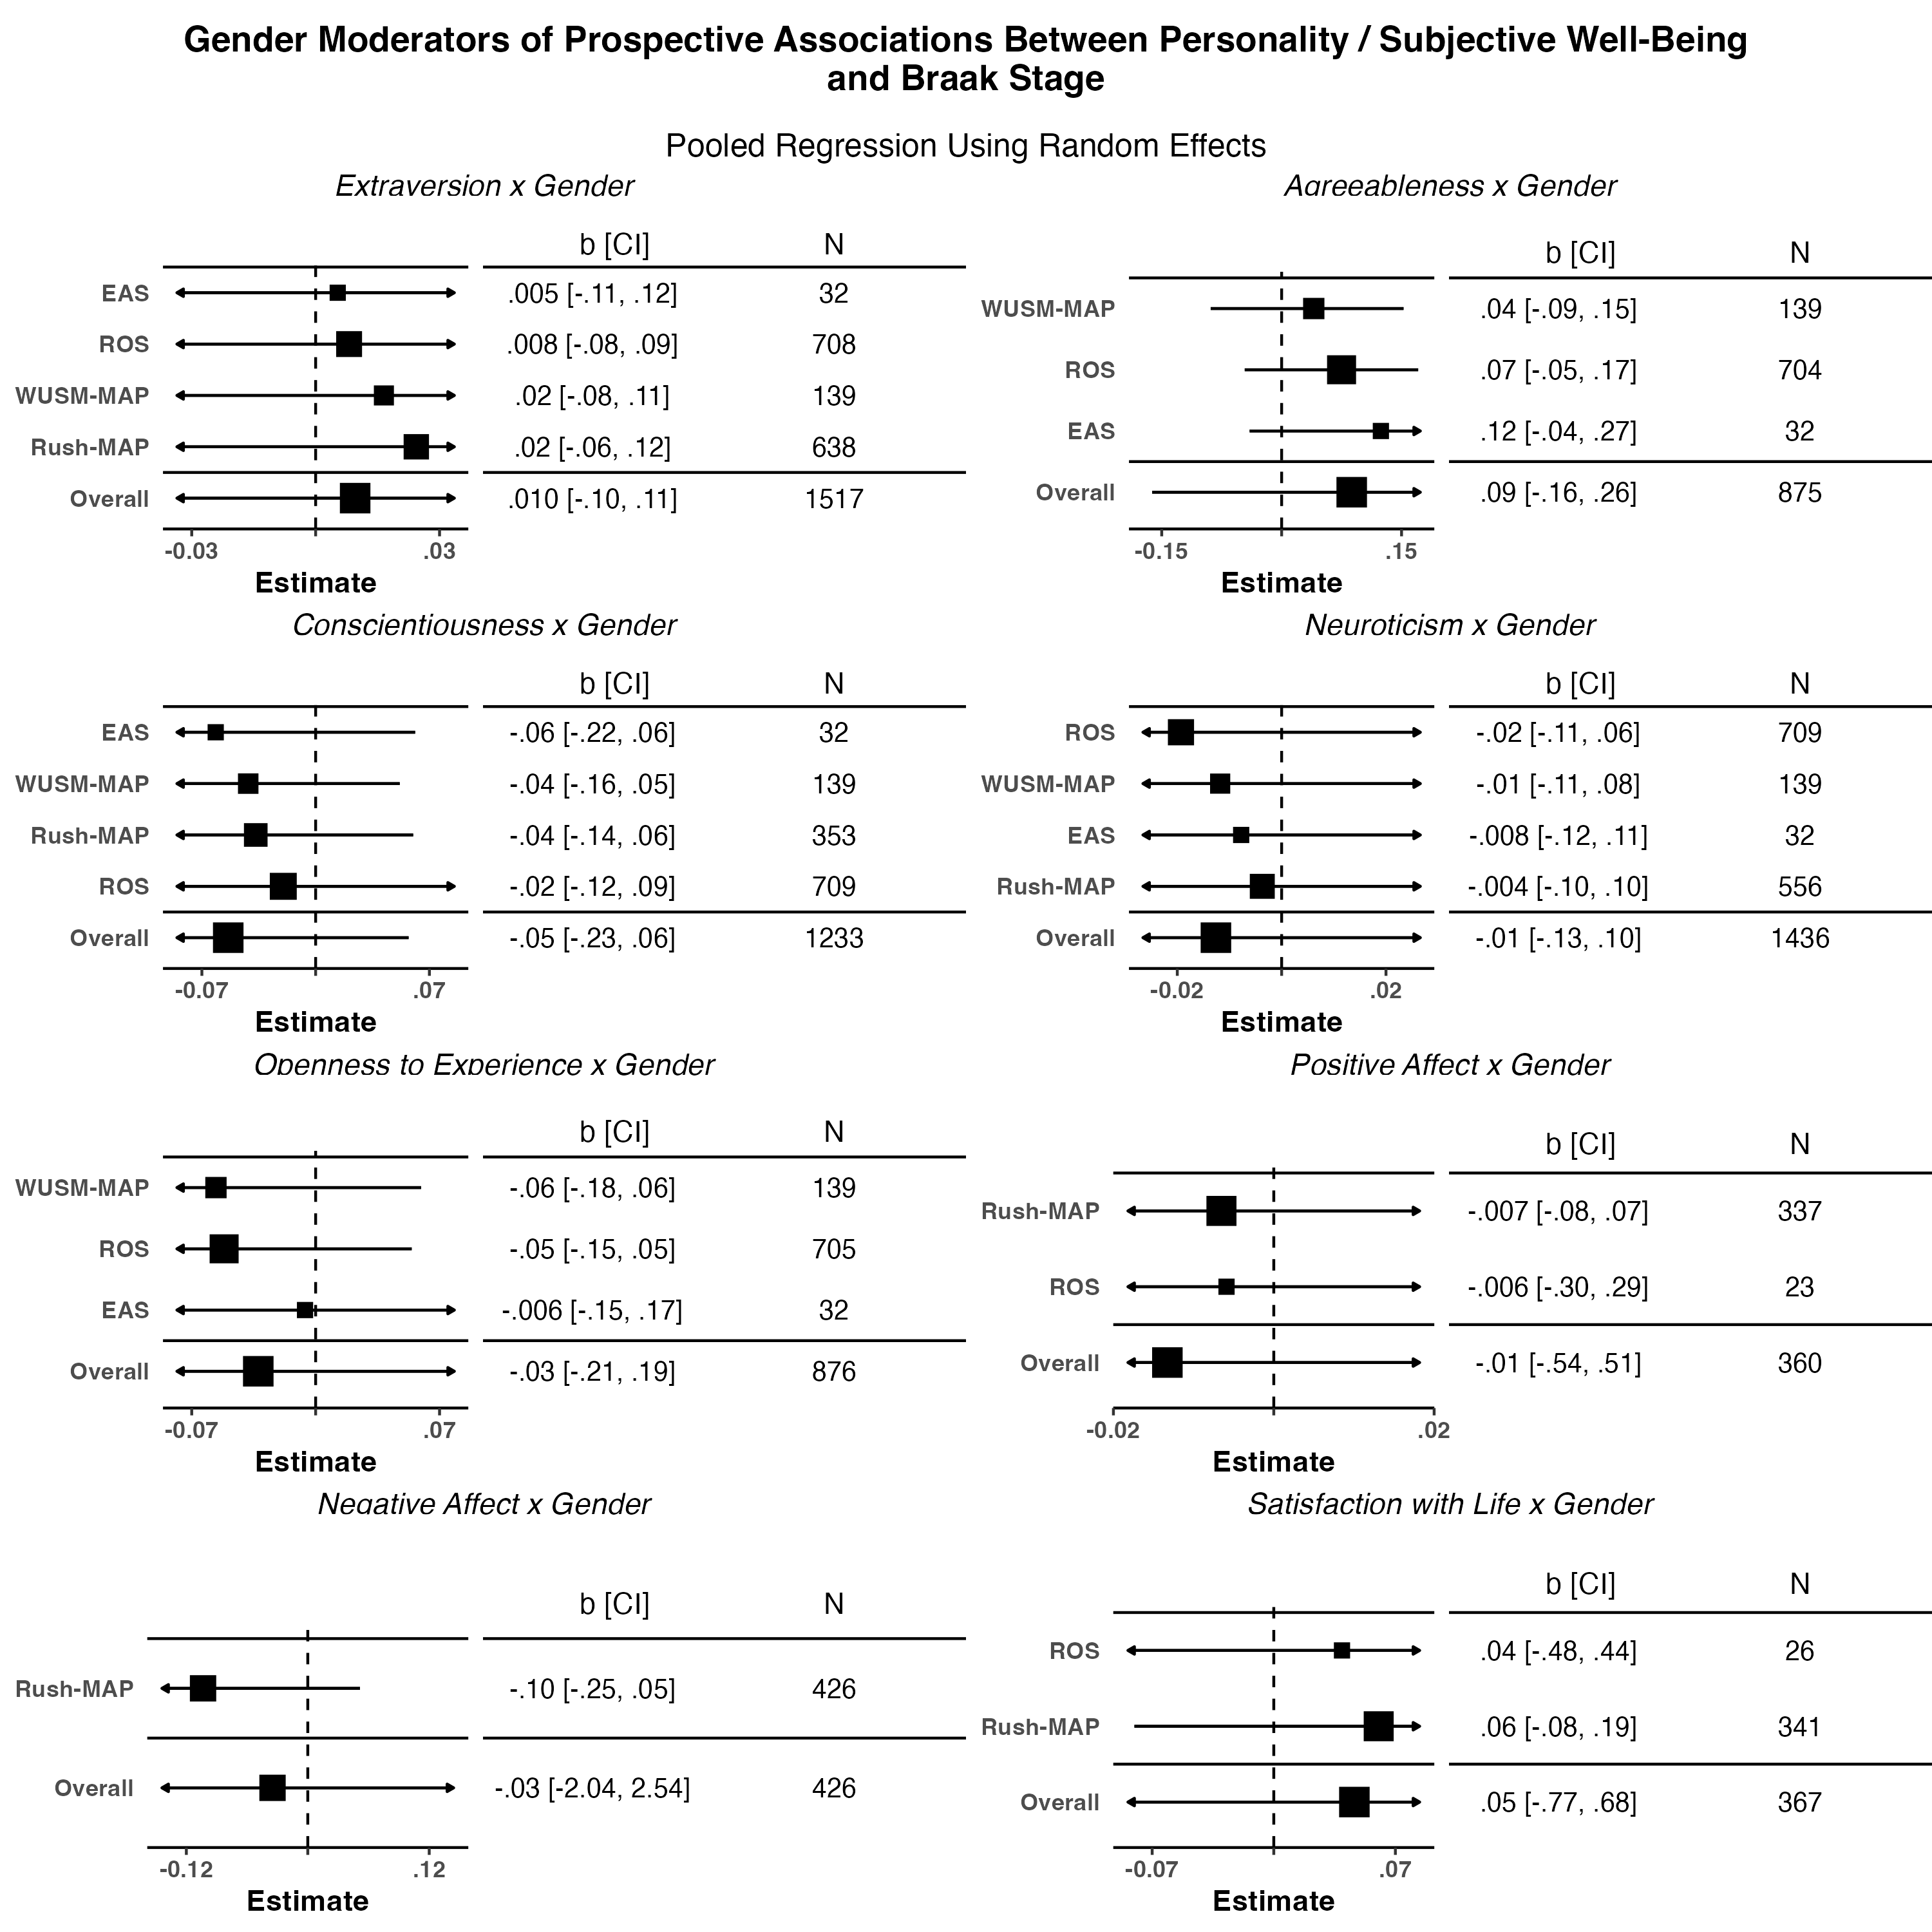 Gender Moderators of Prospective Associations Between Personality / Subjective Well-Being
and Braak Stage
Pooled Regression Using Random Effects
Extraversion x Gender
b [CI] N
EAS .005 [-.11, .12] 32
ROS .008 [-.08, .09] 708
WUSM-MAP .02 [-.08, .11] 139
Rush-MAP .02 [-.06, .12] 638
Overall .010 [-.10, .11] 1517
-0.03 .03
Estimate
Agreeableness x Gender
b [CI] N
WUSM-MAP .04 [-.09, .15] 139
ROS .07 [-.05, .17] 704
EAS .12 [-.04, .27] 32
Overall .09 [-.16, .26] 875
-0.15 .15
Estimate
Conscientiousness x Gender
b [CI] N
EAS -.06 [-.22, .06] 32
WUSM-MAP -.04 [-.16, .05] 139
Rush-MAP -.04 [-.14, .06] 353
ROS -.02 [-.12, .09] 709
Overall -.05 [-.23, .06] 1233
-0.07 .07
Estimate
Neuroticism x Gender
b [CI] N
ROS -.02 [-.11, .06] 709
WUSM-MAP -.01 [-.11, .08] 139
EAS -.008 [-.12, .11] 32
Rush-MAP -.004 [-.10, .10] 556
Overall -.01 [-.13, .10] 1436
-0.02 .02
Estimate
Openness to Experience x Gender
b [CI] N
WUSM-MAP -.06 [-.18, .06] 139
ROS -.05 [-.15, .05] 705
EAS -.006 [-.15, .17] 32
Overall -.03 [-.21, .19] 876
-0.07 .07
Estimate
Positive Affect x Gender
b [CI] N
Rush-MAP -.007 [-.08, .07] 337
ROS -.006 [-.30, .29] 23
Overall -.01 [-.54, .51] 360
-0.02 .02
Estimate
Negative Affect x Gender
b [CI] N
Rush-MAP -.10 [-.25, .05] 426
Overall -.03 [-2.04, 2.54] 426
-0.12 .12
Estimate
Satisfaction with Life x Gender
b [CI] N
ROS .04 [-.48, .44] 26
Rush-MAP .06 [-.08, .19] 341
Overall .05 [-.77, .68] 367
-0.07 .07
Estimate